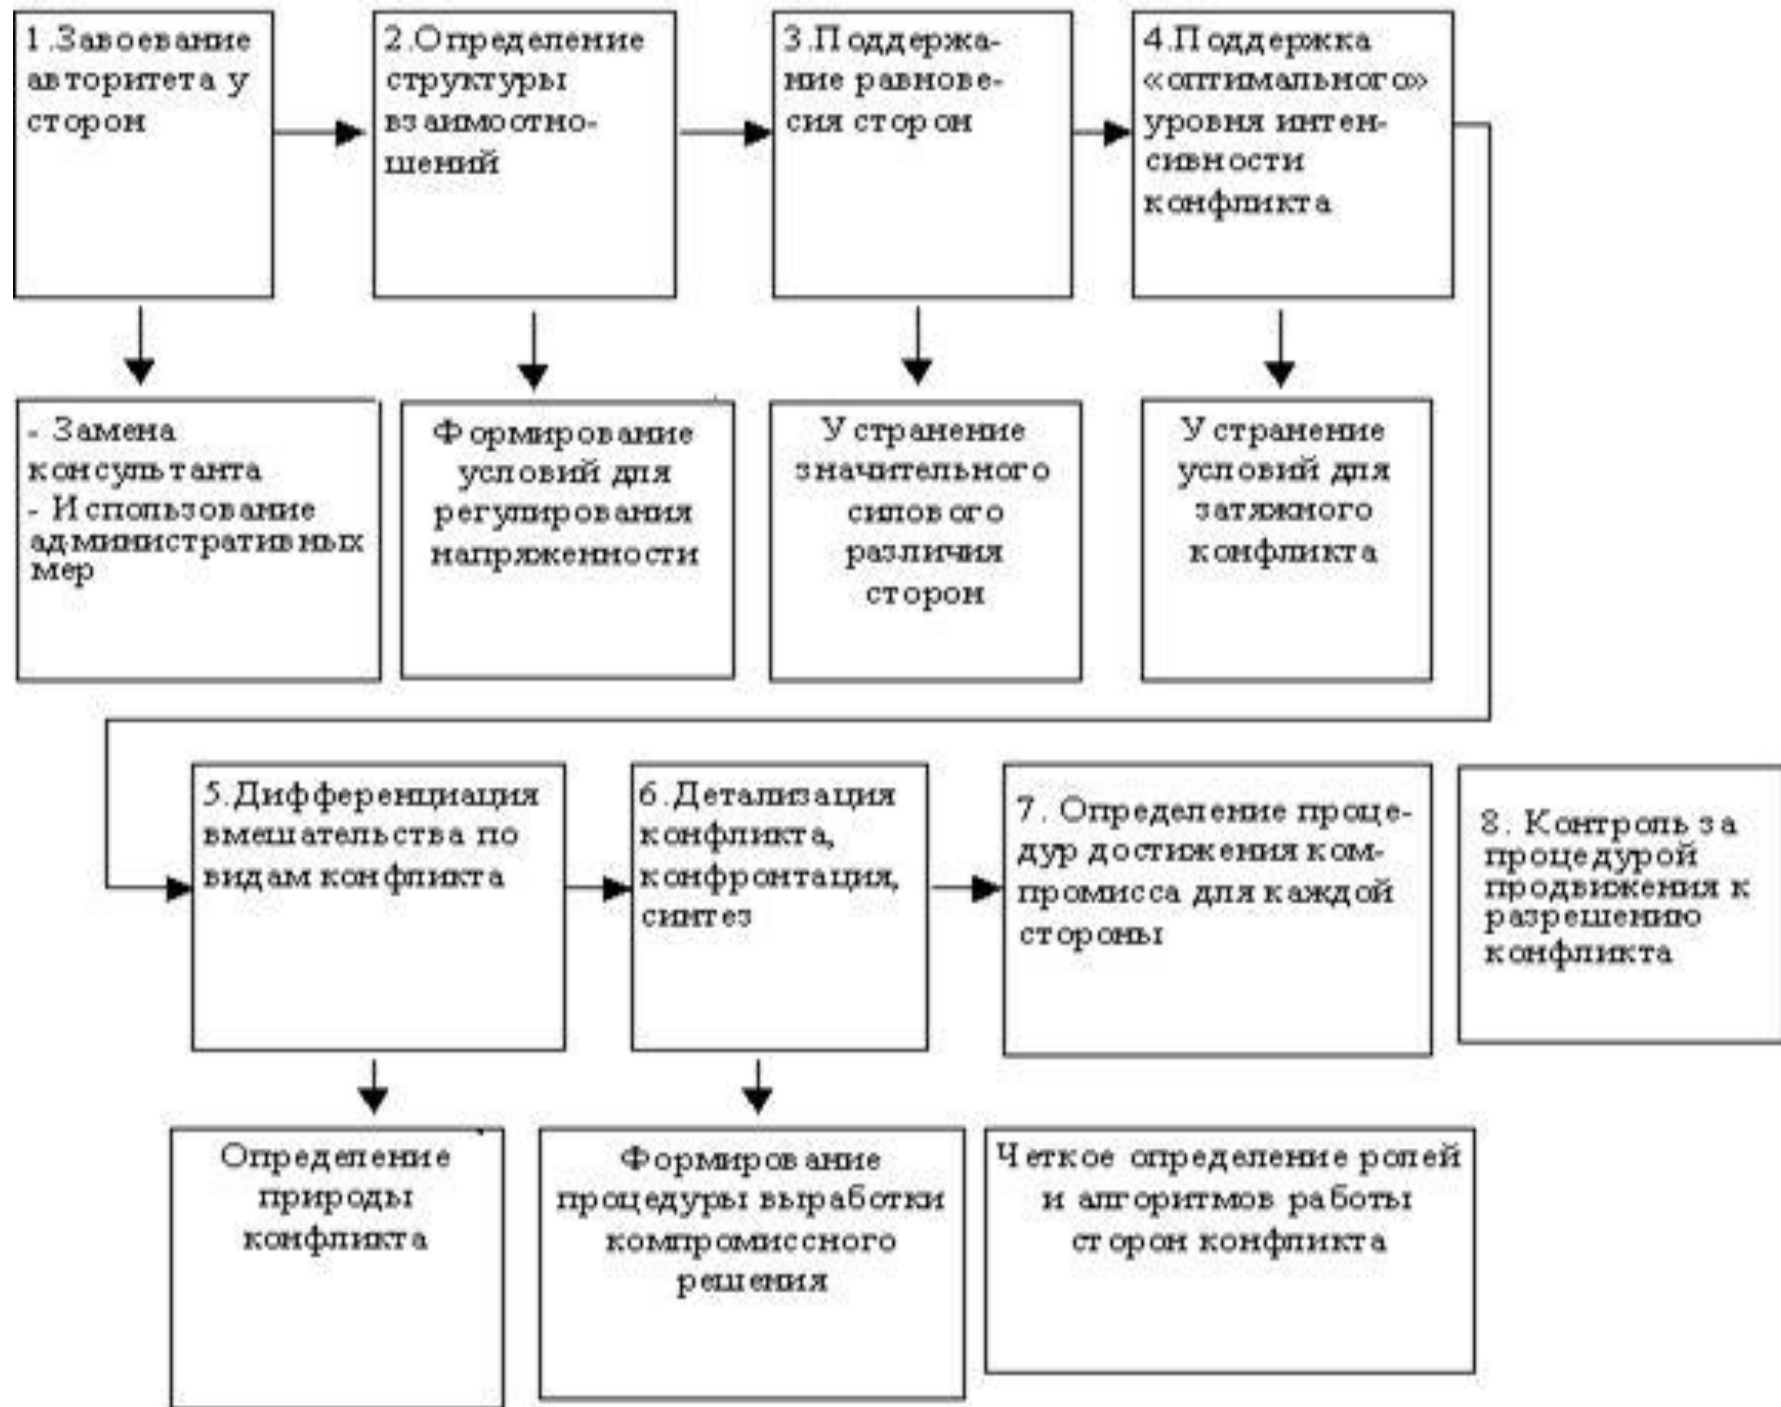 1.Завоевание
авторитета у
сторон
2.Определение
структуры
взаимоотно-
шений
3.Поддержа-
ние равнове-
сия сторон
4.Поддержка
«оптимального»
уровня интен-
сивности
конфликта
- Замена
консультанта
- Использование
административных
мер
Формирование
условий для
регулирования
напряженности
Устранение
значительного
силового
различия
сторон
Устранение
условий для
затяжного
конфликта
5.Дифференциация
вмешательства по
видам конфликта
6.Детализация
конфликта,
конфронтация,
синтез
7. Определение проце-
дур достижения ком-
промисса для каждой
стороны
8. Контроль за
процедурой
продвижения к
разрешению
конфликта
Определение
природы
конфликта
Формирование
процедуры выработки
компромиссного
решения
Четкое определение ролей
и алгоритмов работы
сторон конфликта